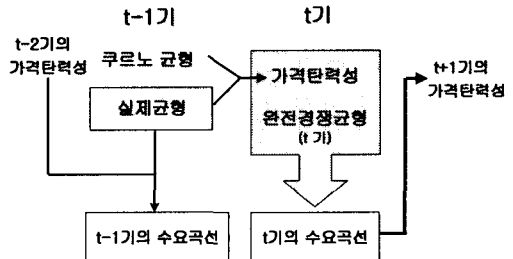 t-1기
t기
t-2기의
가격탄력성
쿠르노 균형
실제균형
가격탄력성
완전경쟁균형
(t 기)
t+1기의
가격탄력성
t-1기의 수요곡선
t기의 수요곡선